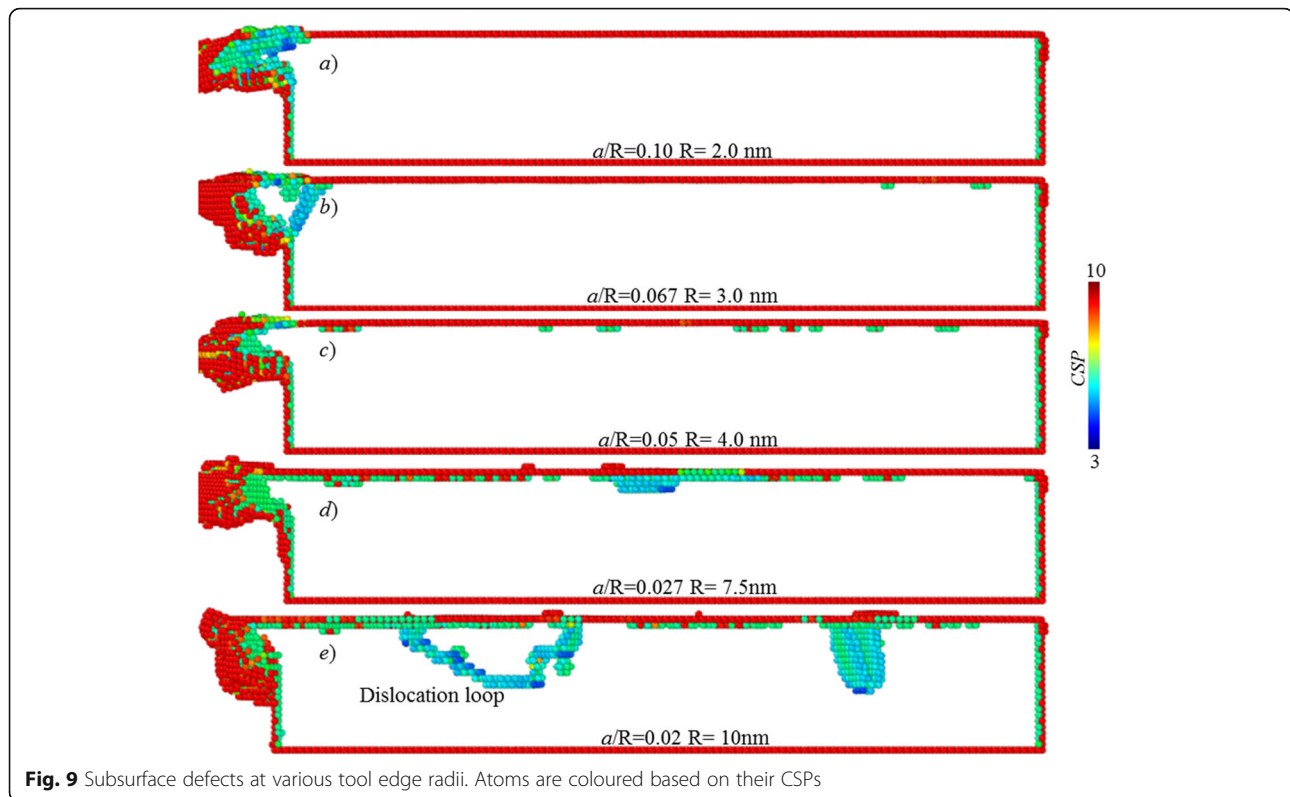 a)
a/R=0.10 R= 2.0 nm
b)
a/R=0.067 R= 3.0 nm
10
c)
CSP
a/R=0.05 R= 4.0 nm
3
d)
a/R=0.027 R= 7.5nm
e)
Dislocation loop
a/R=0.02 R= 10nm
Fig. 9 Subsurface defects at various tool edge radii. Atoms are coloured based on their CSPs